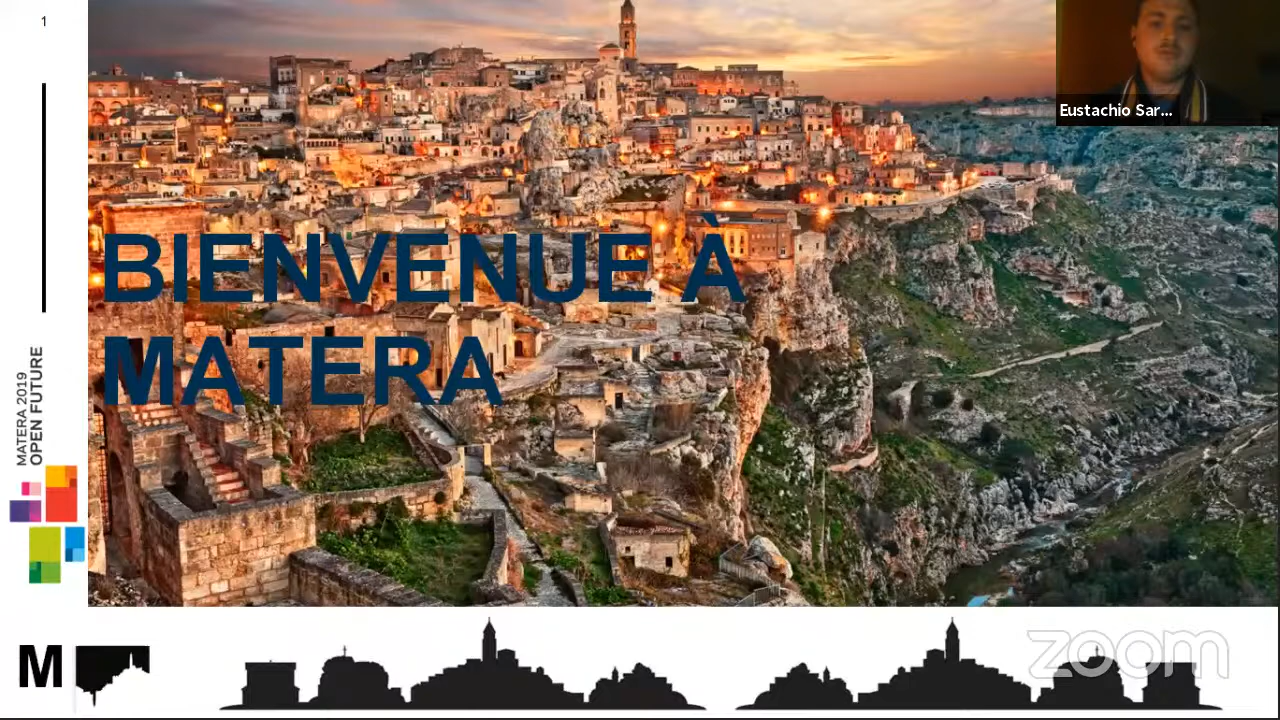 1
Eustachio Sar...
BIENVENUE À
MATERA
MATERA 2019
OPEN FUTURE
M
zoom